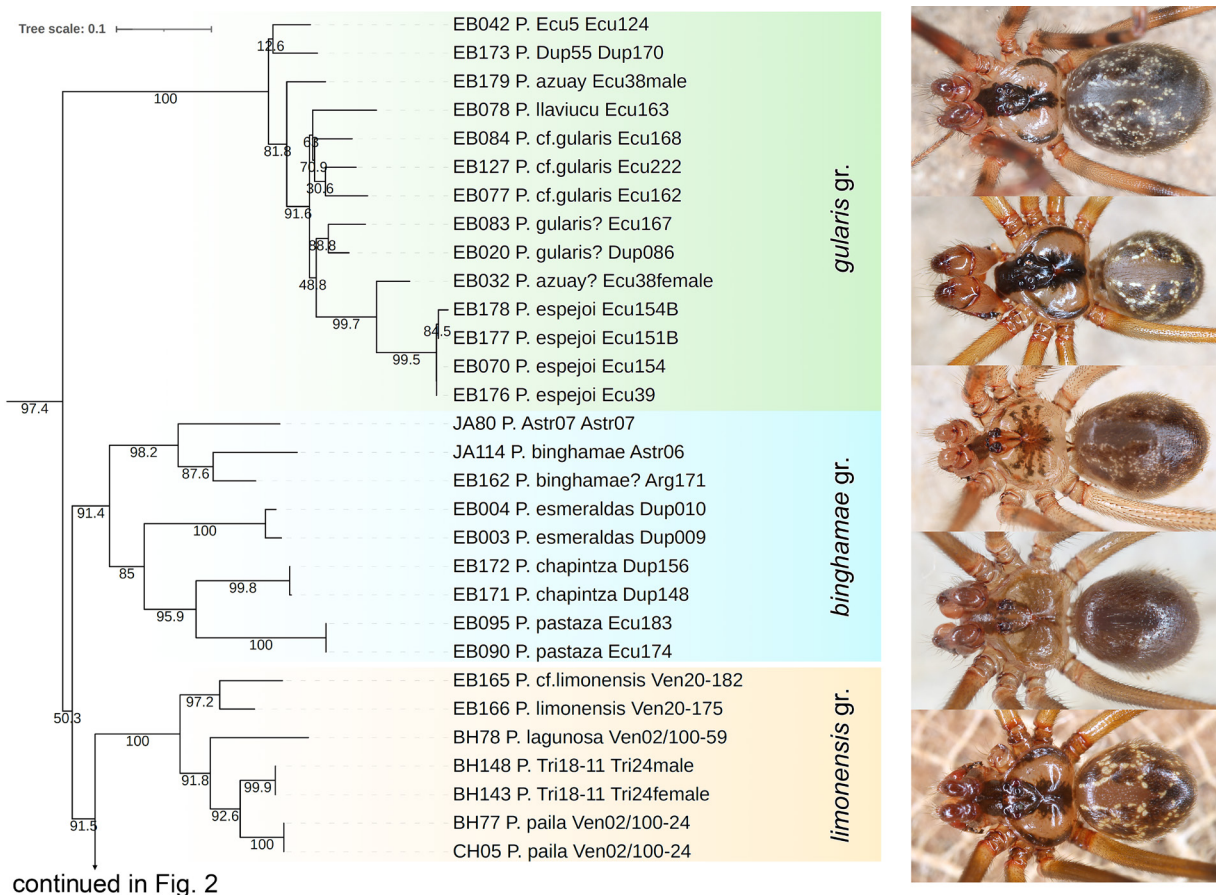 Tree scale: 0.1
EB042 P. Ecu5 Ecu124
12.6
EB173 P. Dup55 Dup170
EB179 P. azuay Ecu38male
100
EB078 P. llaviucu Ecu163
EB084 P. cf.gularis Ecu168
63
81.8
EB127 P. cf.gularis Ecu222
70.9
30.6
EB077 P. cf.gularis Ecu162
91.6
EB083 P. gularis? Ecu167
88.8
EB020 P. gularis? Dup086
EB032 P. azuay? Ecu38female
48.8
EB178 P. espejoi Ecu154B
99.7
84.5
EB177 P. espejoi Ecu151B
99.5
EB070 P. espejoi Ecu154
EB176 P. espejoi Ecu39
gularis gr.
97.4
JA80 P. Astr07 Astr07
98.2
JA114 P. binghamae Astr06
87.6
EB162 P. binghamae? Arg171
91.4
EB004 P. esmeraldas Dup010
100
EB003 P. esmeraldas Dup009
EB172 P. chapintza Dup156
85
99.8
EB171 P. chapintza Dup148
95.9
EB095 P. pastaza Ecu183
100
EB090 P. pastaza Ecu174
binghamae gr.
EB165 P. cf.limonensis Ven20-182
97.2
EB166 P. limonensis Ven20-175
50.3
100
BH78 P. lagunosa Ven02/100-59
BH148 P. Tri18-11 Tri24male
91.8
99.9
BH143 P. Tri18-11 Tri24female
92.6
BH77 P. paila Ven02/100-24
91.5
100
CH05 P. paila Ven02/100-24
limonensis gr.
continued in Fig. 2